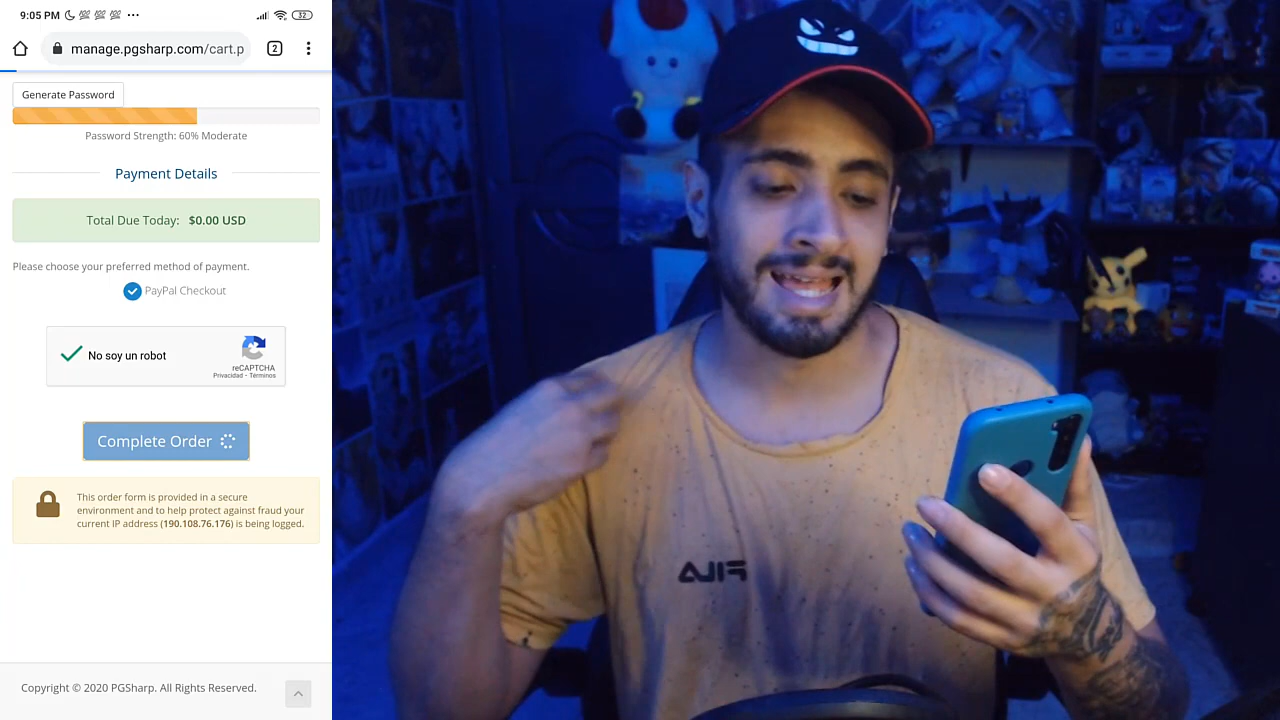 9:05 PM
32
manage.pgsharp.com/cart.p
2
Generate Password
Password Strength: 60% Moderate
Payment Details
Total Due Today: $0.00 USD
Please choose your preferred method of payment.
PayPal Checkout
No soy un robot
reCAPTCHA
Privacidad - Términos
Complete Order
This order form is provided in a secure
environment and to help protect against fraud your
current IP address (190.108.76.176) is being logged.
Copyright © 2020 PGSharp. All Rights Reserved.
FILA